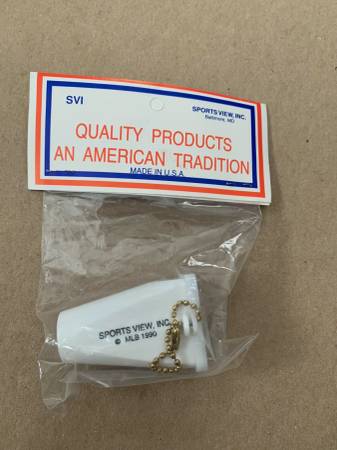 SVI
SPORTS VIEW, INC.
Baltimore, MD
QUALITY PRODUCTS
AN AMERICAN TRADITION
MADE IN U.S.A.
SPORTS VIEW, INC.
© MLB 1990